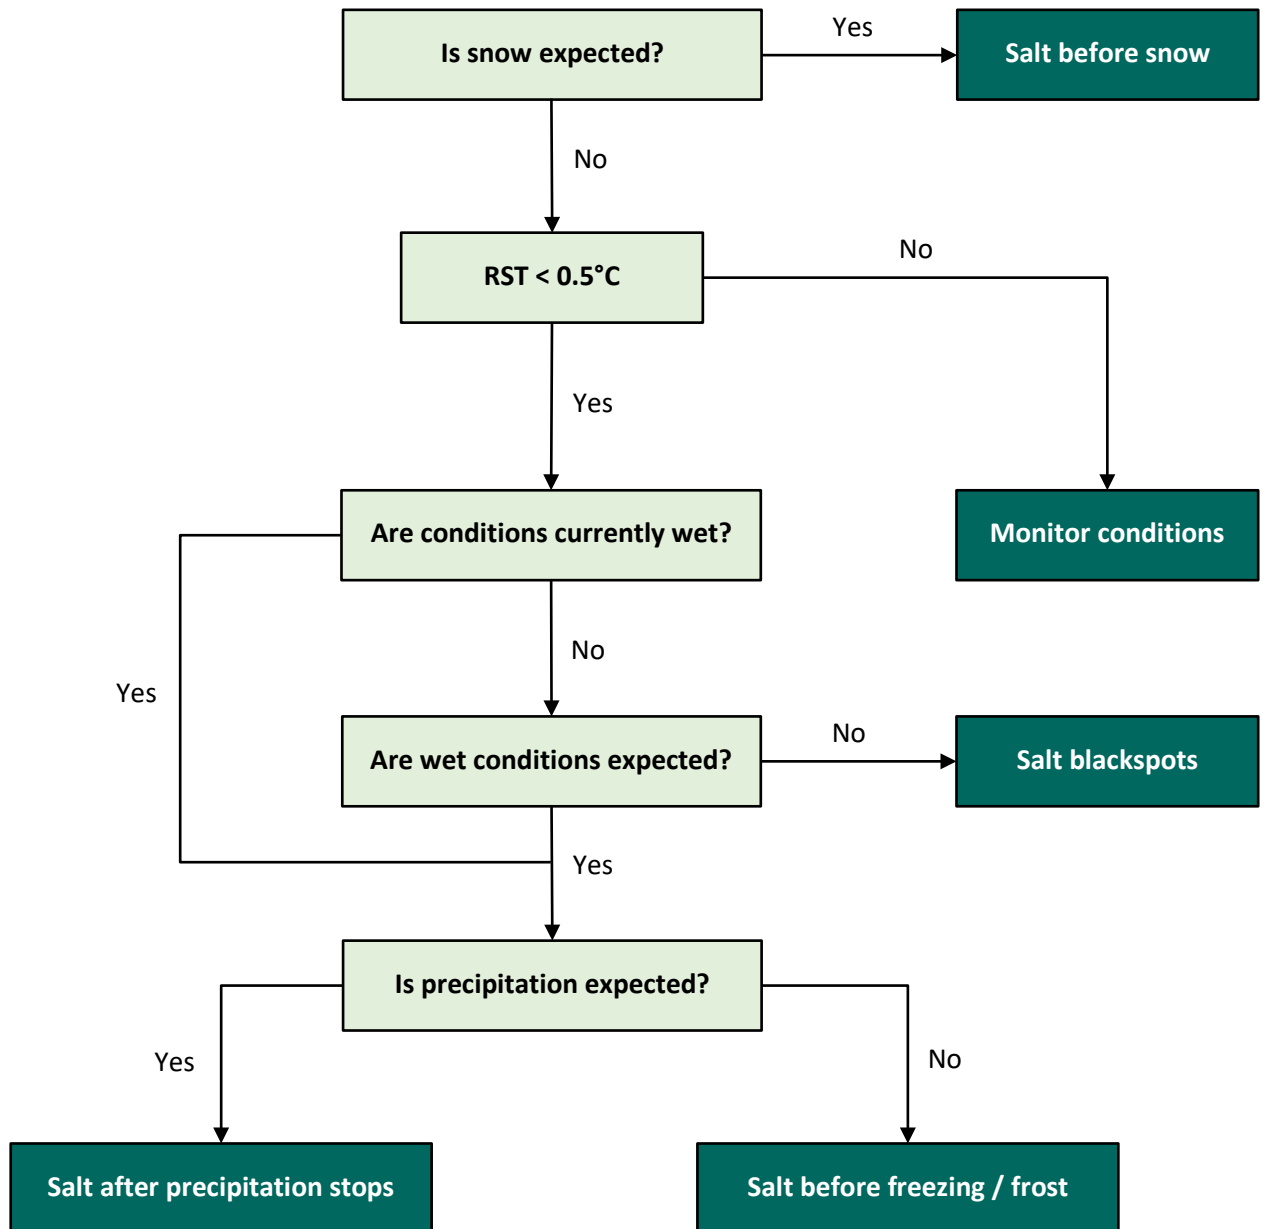 Is snow expected?
Yes
Salt before snow
No
RST < 0.5°C
No
Yes
Are conditions currently wet?
Monitor conditions
No
Yes
Are wet conditions expected?
No
Salt blackspots
Yes
Is precipitation expected?
Yes
No
Salt after precipitation stops
Salt before freezing / frost